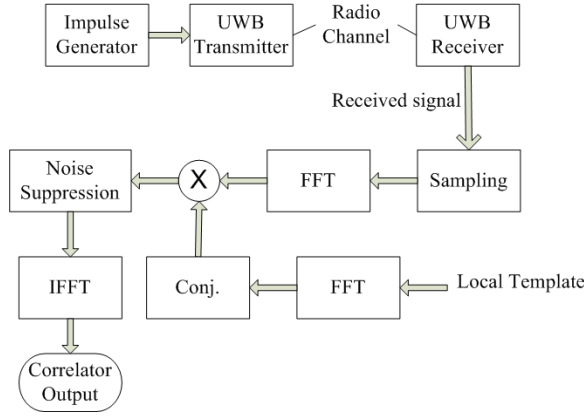 Impulse
Generator
UWB
Transmitter
Radio
Channel
UWB
Receiver
Received signal
Noise
Suppression
X
FFT
Sampling
IFFT
Conj.
FFT
Local Template
Correlator
Output